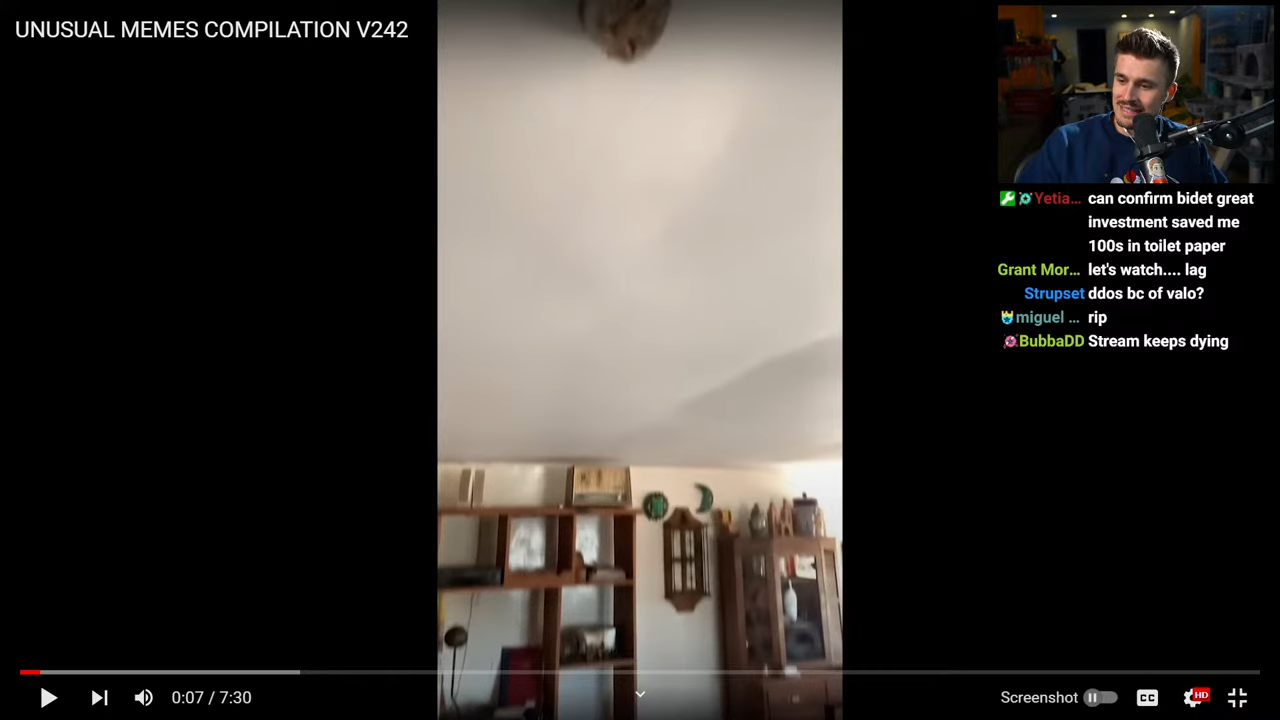 UNUSUAL MEMES COMPILATION V242
Yetia... can confirm bidet great
investment saved me
100s in toilet paper
Grant Mor... let's watch.... lag
Strupset ddos bc of valo?
miguel ... rip
BubbaDD Stream keeps dying
0:07 / 7:30
Screenshot
CC
HD